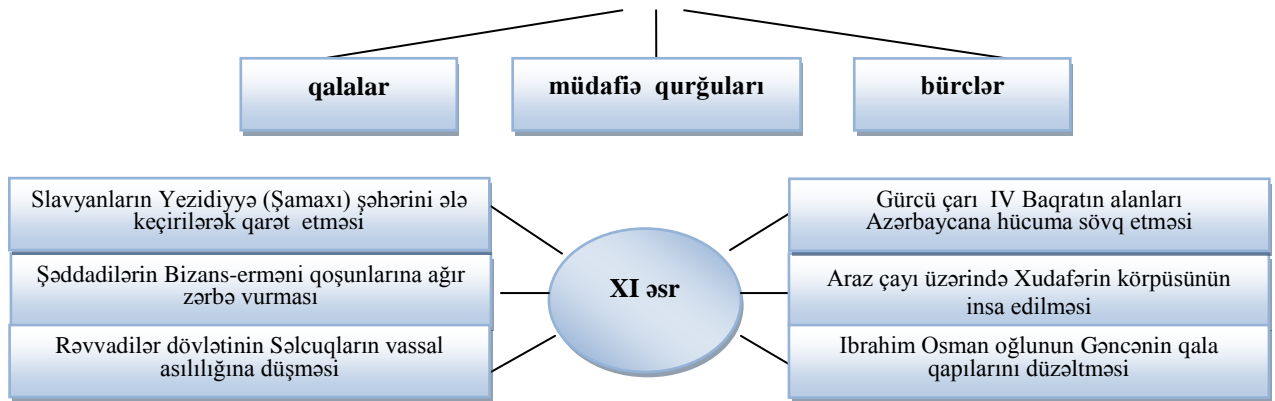 qalalar
müdafiə qurğuları
bürclər
Slavyanların Yezidiyyə (Şamaxı) şəhərini ələ
keçirilərək qarət etməsi
Şəddadilərin Bizans-erməni qoşunlarına ağır
zərbə vurması
Rəvvadilər dövlətinin Səlcuqların vassal
asılılığına düşməsi
XI əsr
Gürcü çarı IV Baqratın alanları
Azərbaycana hücuma sövq etməsi
Araz çayı üzərində Xudafərin körpüsünün
insa edilməsi
Ibrahim Osman oğlunun Gəncənin qala
qapılarını düzəltməsi